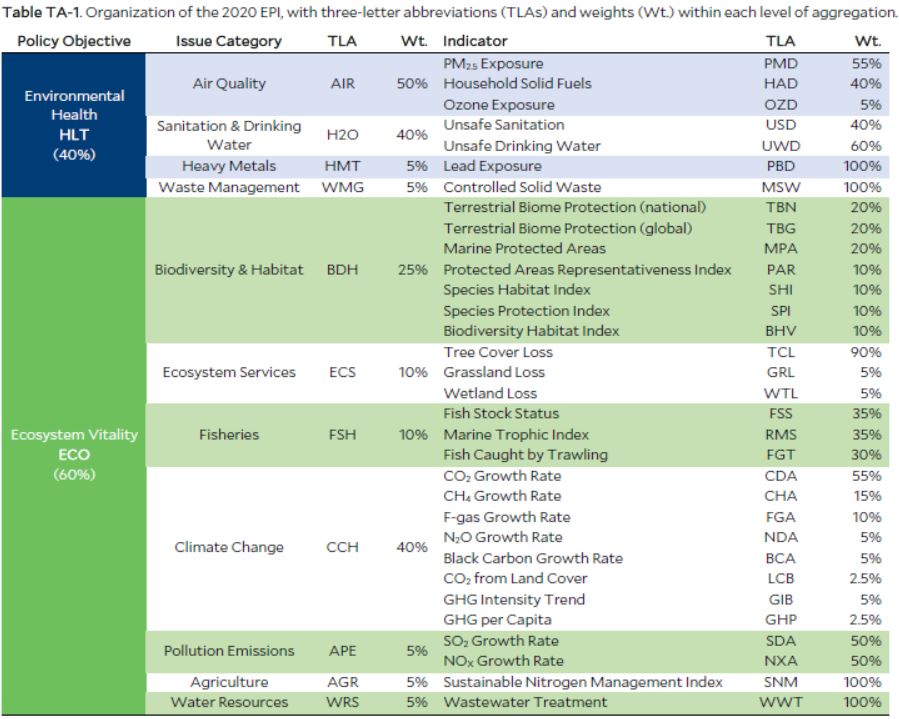 Table TA-1. Organization of the 2020 EPI, with three-letter abbreviations (TLAs) and weights (Wt.) within each level of aggregation.
Policy Objective Issue Category TLA Wt. Indicator TLA Wt.
Environmental
Health
HLT
(40%)
Air Quality AIR 50%
PM2.5 Exposure PMD 55%
Household Solid Fuels HAD 40%
Ozone Exposure OZD 5%
Sanitation & Drinking
Water
H2O 40%
Unsafe Sanitation USD 40%
Unsafe Drinking Water UWD 60%
Heavy Metals HMT 5% Lead Exposure PBD 100%
Waste Management WMG 5% Controlled Solid Waste MSW 100%
Ecosystem Vitality
ECO
(60%)
Biodiversity & Habitat BDH 25%
Terrestrial Biome Protection (national) TBN 20%
Terrestrial Biome Protection (global) TBG 20%
Marine Protected Areas MPA 20%
Protected Areas Representativeness Index PAR 10%
Species Habitat Index SHI 10%
Species Protection Index SPI 10%
Biodiversity Habitat Index BHV 10%
Ecosystem Services ECS 10%
Tree Cover Loss TCL 90%
Grassland Loss GRL 5%
Wetland Loss WTL 5%
Fisheries FSH 10%
Fish Stock Status FSS 35%
Marine Trophic Index RMS 35%
Fish Caught by Trawling FGT 30%
Climate Change CCH 40%
CO₂ Growth Rate CDA 55%
CH₄ Growth Rate CHA 15%
F-gas Growth Rate FGA 10%
N₂O Growth Rate NDA 5%
Black Carbon Growth Rate BCA 5%
CO₂ from Land Cover LCB 2.5%
GHG Intensity Trend GIB 5%
GHG per Capita GHP 2.5%
Pollution Emissions APE 5%
SO₂ Growth Rate SDA 50%
NOₓ Growth Rate NXA 50%
Agriculture AGR 5% Sustainable Nitrogen Management Index SNM 100%
Water Resources WRS 5% Wastewater Treatment WWT 100%